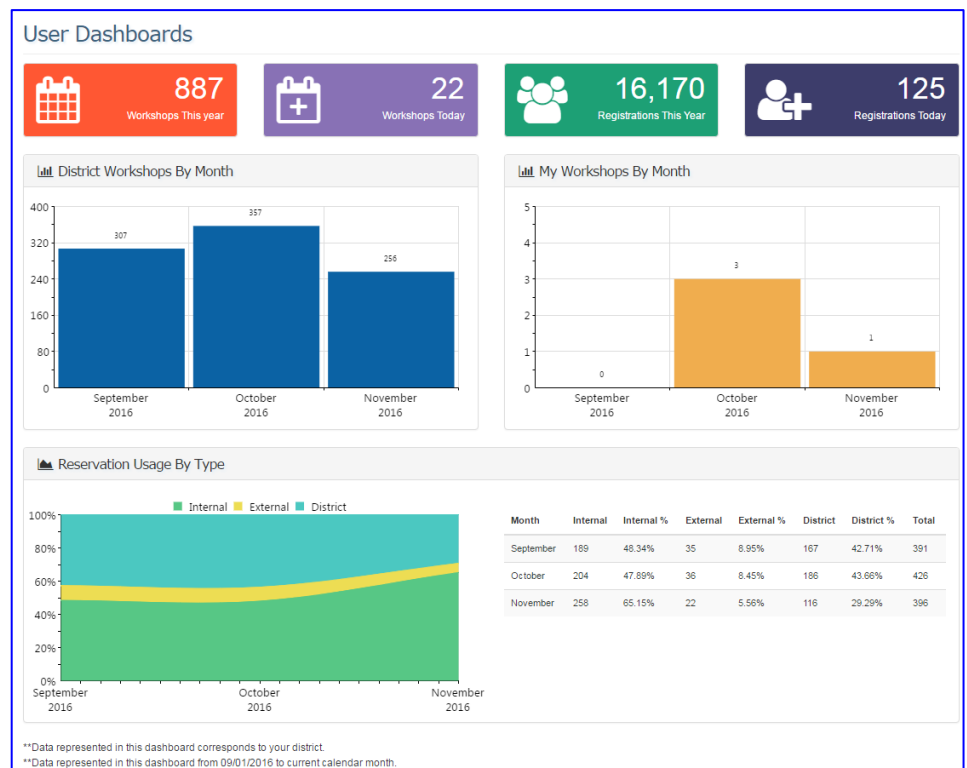 User Dashboards
887
Workshops This year
22
Workshops Today
16,170
Registrations This Year
125
Registrations Today
District Workshops By Month
400
320
240
160
80
0
307
357
256
September
2016
October
2016
November
2016
My Workshops By Month
5
4
3
2
1
0
0
3
1
September
2016
October
2016
November
2016
Reservation Usage By Type
Internal External District
100%
80%
60%
40%
20%
0%
September
2016
October
2016
November
2016
Month Internal Internal % External External % District District % Total
September 189 48.34% 35 8.95% 167 42.71% 391
October 204 47.89% 36 8.45% 186 43.66% 426
November 258 65.15% 22 5.56% 116 29.29% 396
**Data represented in this dashboard corresponds to your district.
**Data represented in this dashboard from 09/01/2016 to current calendar month.